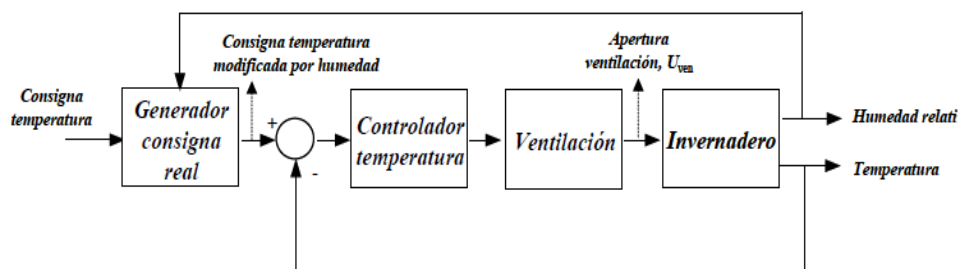 Consigna temperatura
modificada por humedad
Apertura
ventilación, Uven
Consigna
temperatura
Generador
consigna
real
+
-
Controlador
temperatura
Ventilación
Invernadero
Humedad relati
Temperatura